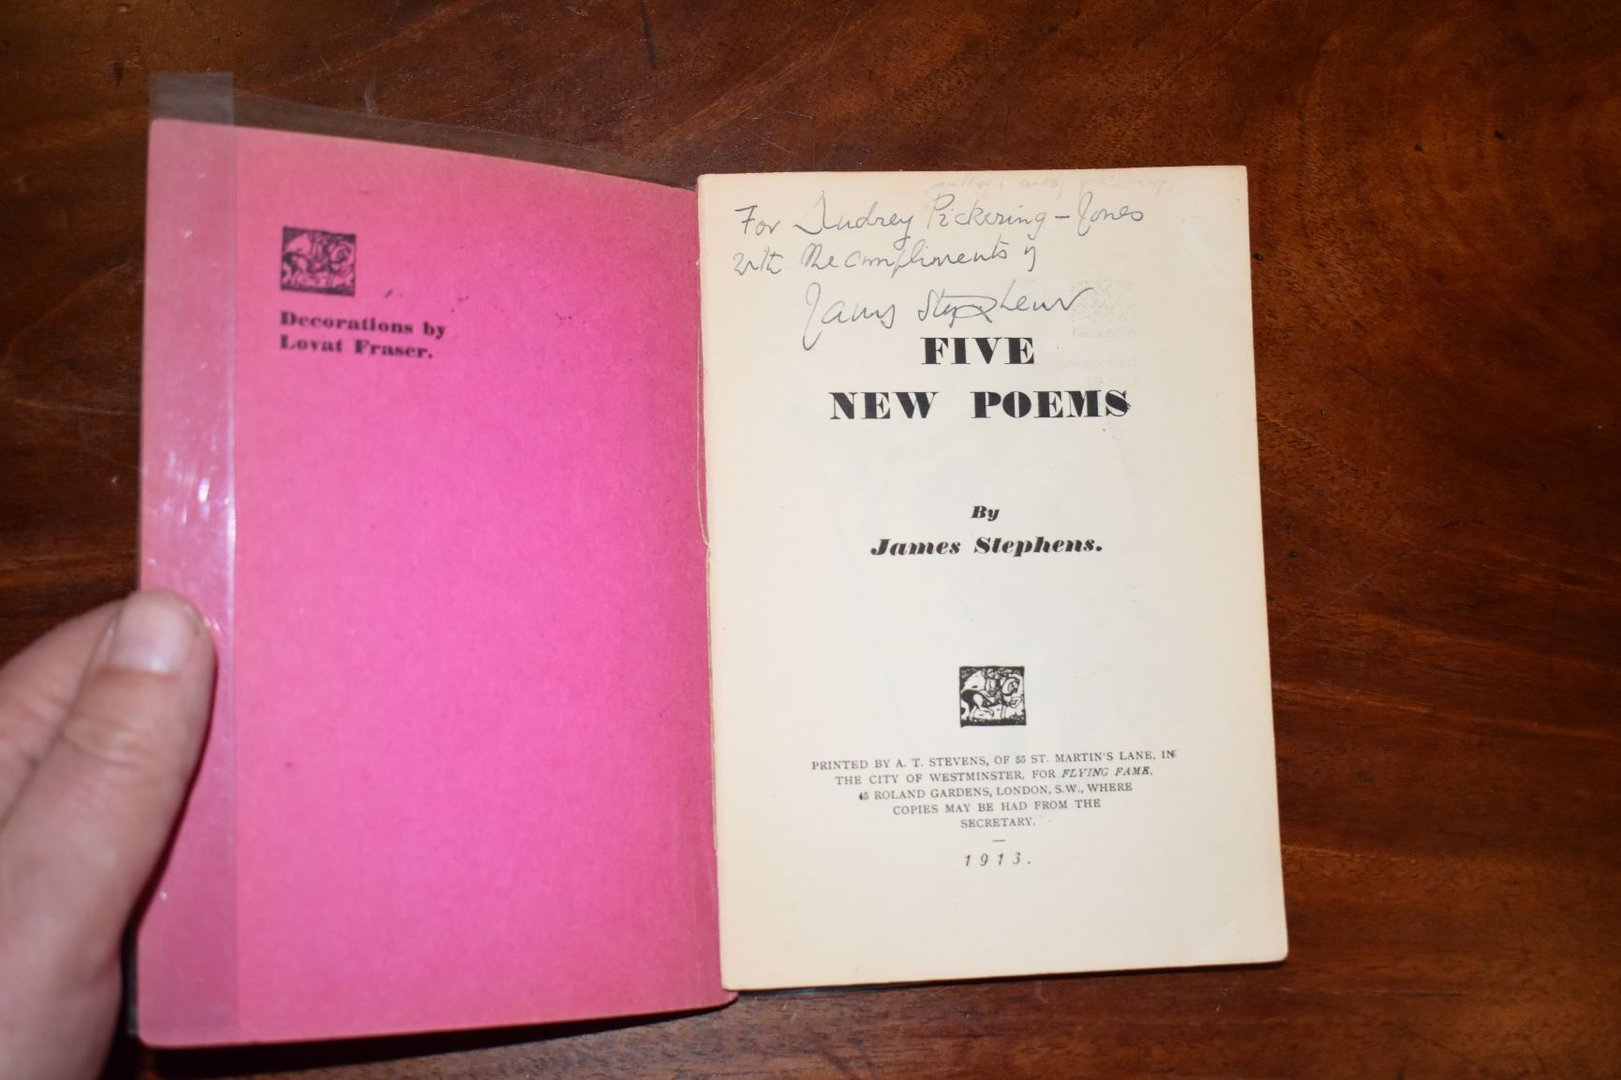 Decorations by
Lovat Fraser.
For Audrey Pickering-Jones
with the compliments of
James Stephens
FIVE
NEW POEMS
By
James Stephens.
PRINTED BY A. T. STEVENS, OF 55 ST. MARTIN'S LANE, IN
THE CITY OF WESTMINSTER, FOR FLYING FAME,
45 ROLAND GARDENS, LONDON, S.W., WHERE
COPIES MAY BE HAD FROM THE
SECRETARY.
1913.